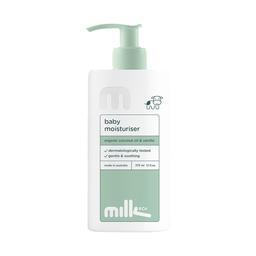 m
baby
moisturiser
organic coconut oil & vanilla
✓ dermatologically tested
✓ gentle & soothing
made in australia
milk